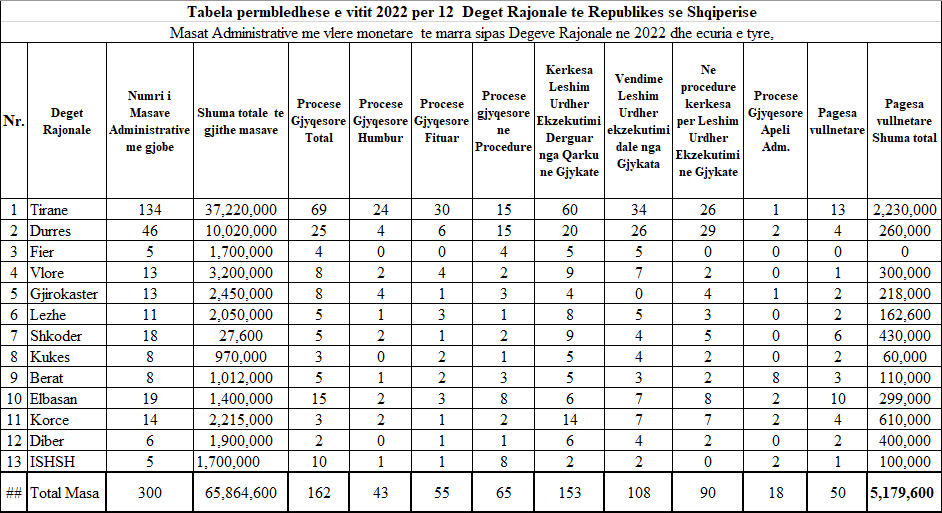 Tabela permbledhese e vitit 2022 per 12 Deget Rajonale te Republikes se Shqiperise
Masat Administrative me vlere monetare te marra sipas Degeve Rajonale ne 2022 dhe ecuria e tyre,
Nr. Deget Rajonale Numri i Masave Administrative me gjobe Shuma totale te gjithe masave Procese Gjyqesore Total Procese Gjyqesore Humbur Procese Gjyqesore Fituar Procese gjyqesore ne Procedure Kerkesa Leshim Urdher Ekzekutimi Derguar nga Qarku ne Gjykate Vendime Leshim Urdher ekzekutimi dale nga Gjykata Ne procedure kerkesa per Leshim Urdher Ekzekutimi ne Gjykate Procese Gjyqesore Apeli Adm. Pagesa vullnetare Pagesa vullnetare Shuma total
1 Tirane 134 37,220,000 69 24 30 15 60 34 26 1 13 2,230,000
2 Durres 46 10,020,000 25 4 6 15 20 26 29 2 4 260,000
3 Fier 5 1,700,000 4 0 0 4 5 5 0 0 0 0
4 Vlore 13 3,200,000 8 2 4 2 9 7 2 0 1 300,000
5 Gjirokaster 13 2,450,000 8 4 1 3 4 0 4 1 2 218,000
6 Lezhe 11 2,050,000 5 1 3 1 8 5 3 0 2 162,600
7 Shkoder 18 27,600 5 2 1 2 9 4 5 0 6 430,000
8 Kukes 8 970,000 3 0 2 1 5 4 2 0 2 60,000
9 Berat 8 1,012,000 5 1 2 3 5 3 2 8 3 110,000
10 Elbasan 19 1,400,000 15 2 3 8 6 7 8 2 10 299,000
11 Korce 14 2,215,000 3 2 1 2 14 7 7 2 4 610,000
12 Diber 6 1,900,000 2 0 1 1 6 4 2 0 2 400,000
13 ISHSH 5 1,700,000 10 1 1 8 2 2 0 2 1 100,000
## Total Masa 300 65,864,600 162 43 55 65 153 108 90 18 50 5,179,600